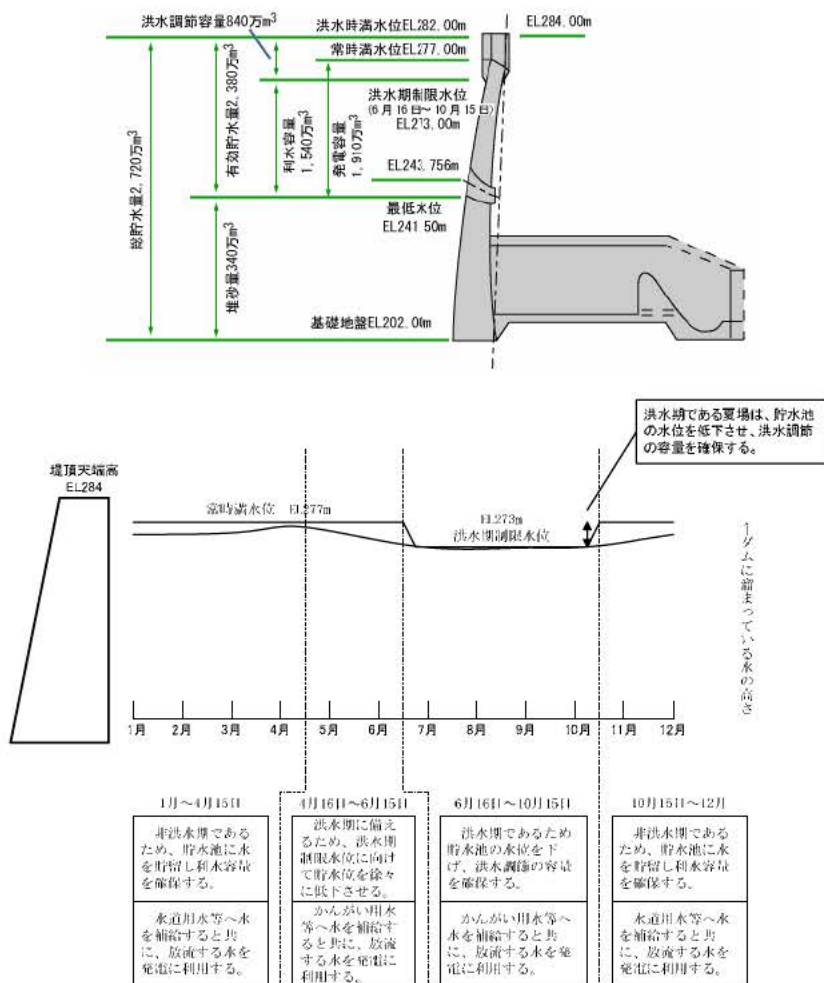 洪水調節容量840万m³
洪水時満水位EL282.00m
EL284.00m
常時満水位EL277.00m
洪水期制限水位
(6月16日～10月15日)
EL273.00m
総貯水量2,720万m³
有効貯水量2,380万m³
利水容量
1,540万m³
発電容量
1,910万m³
EL243.756m
最低水位
EL241.50m
堆砂量340万m³
基礎地盤EL202.00m
洪水期である夏場は、貯水池
の水位を低下させ、洪水調節
の容量を確保する。
堤頂天端高
EL284
常時満水位 EL277m
EL273m
洪水期制限水位
↑ダムに溜まっている水の高さ
1月 2月 3月 4月 5月 6月 7月 8月 9月 10月 11月 12月
1月～4月15日
非洪水期である
ため、貯水池に水
を貯留し利水容量
を確保する。
水道用水等へ水
を補給すると共
に、放流する水を
発電に利用する。
4月16日～6月15日
洪水期に備え
るため、洪水期
制限水位に向け
て貯水位を徐々
に低下させる。
かんがい用水
等へ水を補給す
ると共に、放流
する水を発電に
利用する。
6月16日～10月15日
洪水期であるため
貯水池の水位を下
げ、洪水調節の容量
を確保する。
かんがい用水等へ
水を補給すると共
に、放流する水を発
電に利用する。
10月15日～12月
非洪水期である
ため、貯水池に水
を貯留し利水容量
を確保する。
水道用水等へ水
を補給すると共
に、放流する水を
発電に利用する。